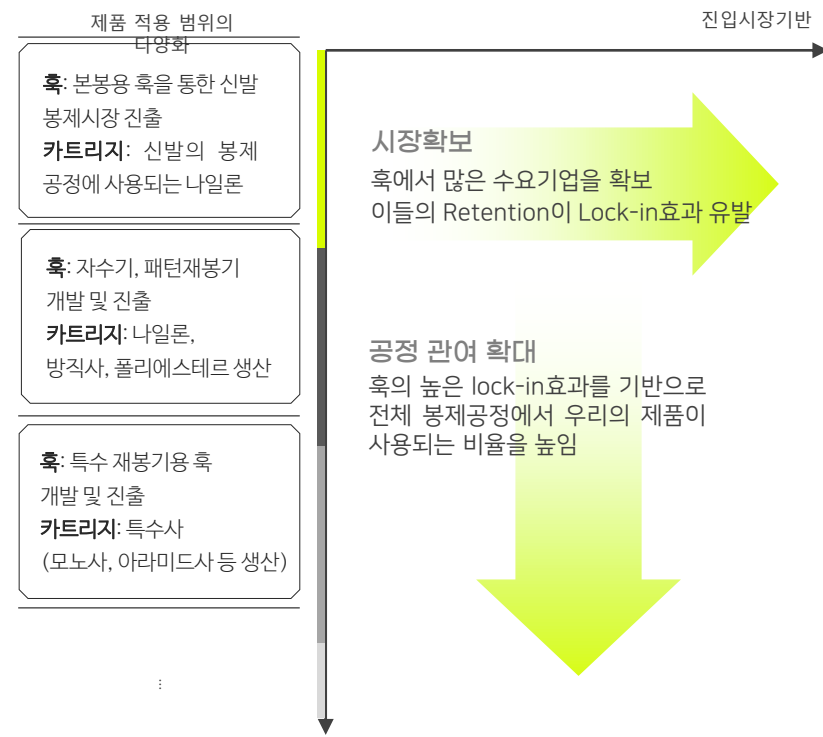 제품 적용 범위의
다양화
진입시장기반
훅: 본봉용 훅을 통한 신발
봉제시장 진출
카트리지: 신발의 봉제
공정에 사용되는 나일론
훅: 자수기, 패턴재봉기
개발 및 진출
카트리지: 나일론,
방직사, 폴리에스테르 생산
훅: 특수 재봉기용 훅
개발 및 진출
카트리지: 특수사
(모노사, 아라미드사 등 생산)
...
시장확보
훅에서 많은 수요기업을 확보
이들의 Retention이 Lock-in효과 유발
공정 관여 확대
훅의 높은 lock-in효과를 기반으로
전체 봉제공정에서 우리의 제품이
사용되는 비율을 높임